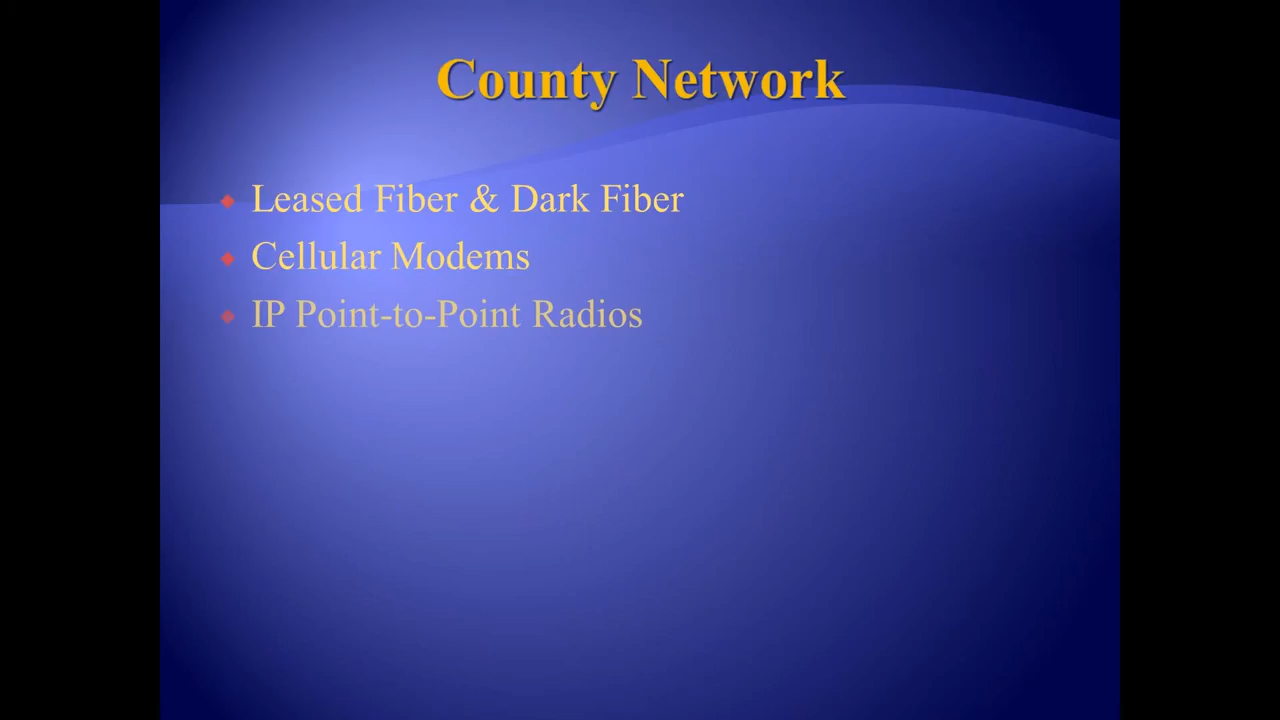 County Network
Leased Fiber & Dark Fiber
Cellular Modems
IP Point-to-Point Radios